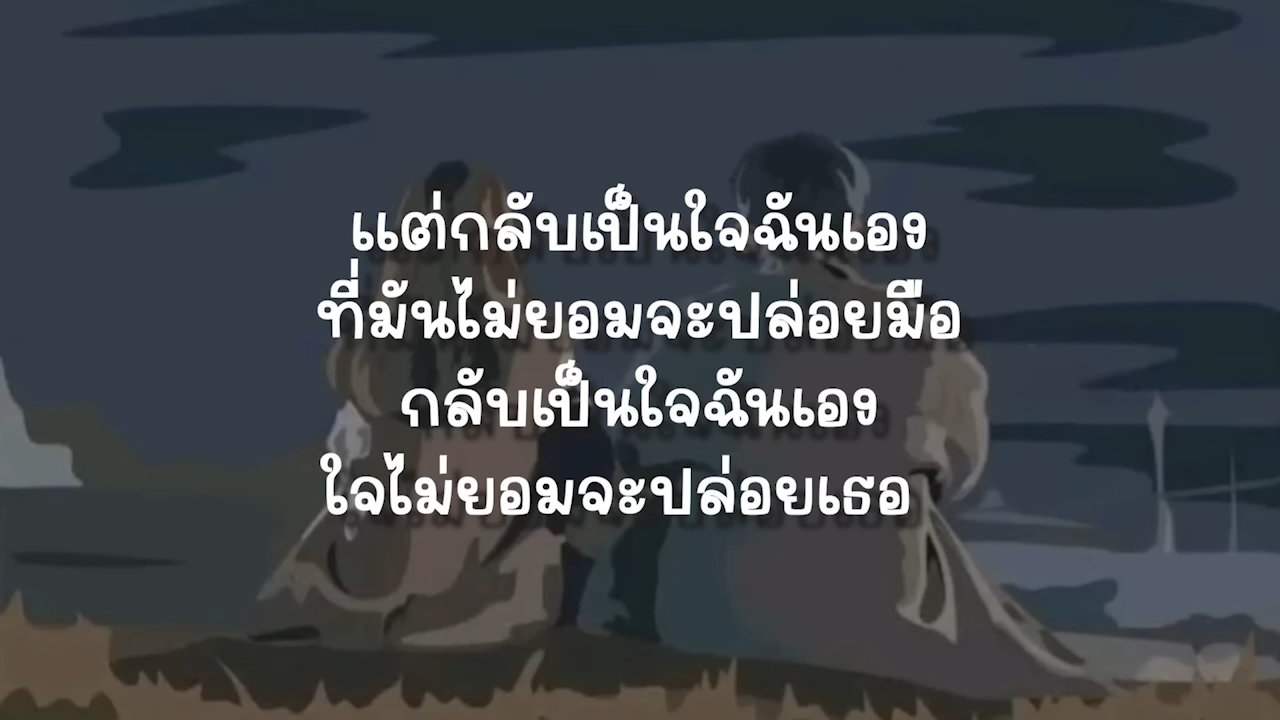 แต่กลับเป็นใจฉันเอง
ที่มันไม่ยอมจะปล่อยมือ
กลับเป็นใจฉันเอง
ใจไม่ยอมจะปล่อยเธอ